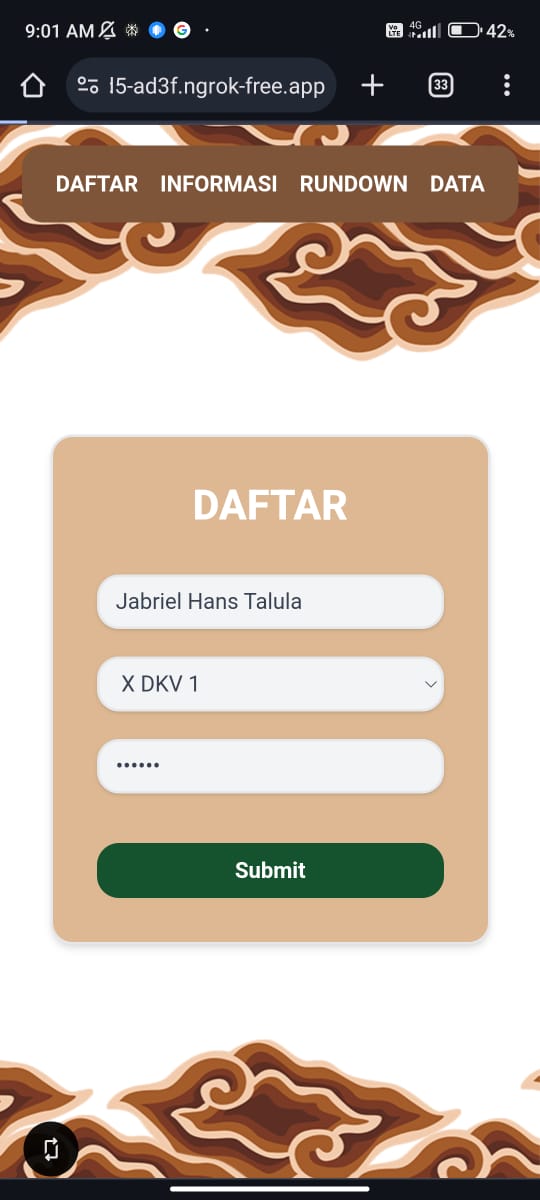 9:01 AM
Vo LTE 4G 42%
l5-ad3f.ngrok-free.app
33
DAFTAR INFORMASI RUNDOWN DATA
DAFTAR
Jabriel Hans Talula
X DKV 1
••••••
Submit